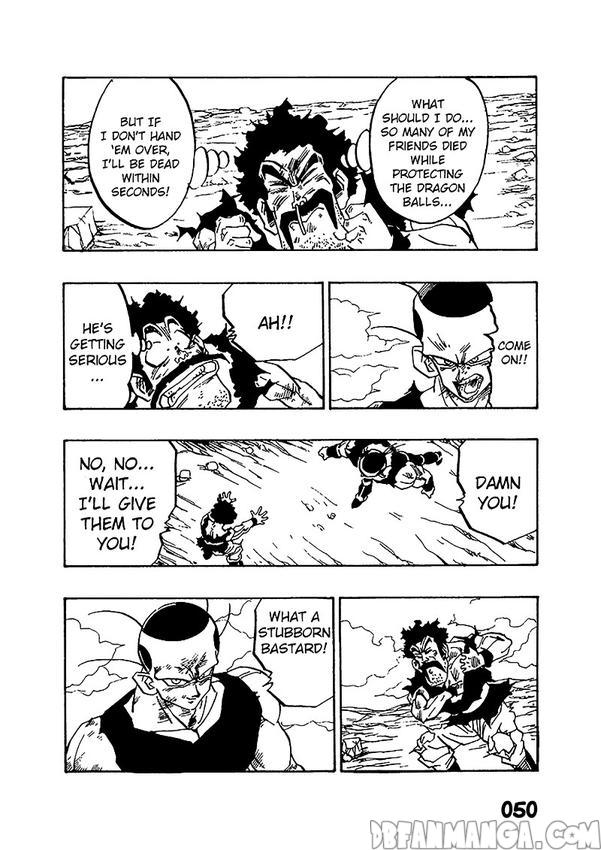 BUT IF
I DON'T HAND
'EM OVER,
I'LL BE DEAD
WITHIN
SECONDS!
WHAT
SHOULD I DO...
SO MANY OF MY
FRIENDS DIED
WHILE
PROTECTING
THE DRAGON
BALLS...
HE'S
GETTING
SERIOUS
...
AH!!
COME
ON!!
NO, NO...
WAIT...
I'LL GIVE
THEM TO
YOU!
DAMN
YOU!
WHAT A
STUBBORN
BASTARD!
050
DBFANMANGA.COM